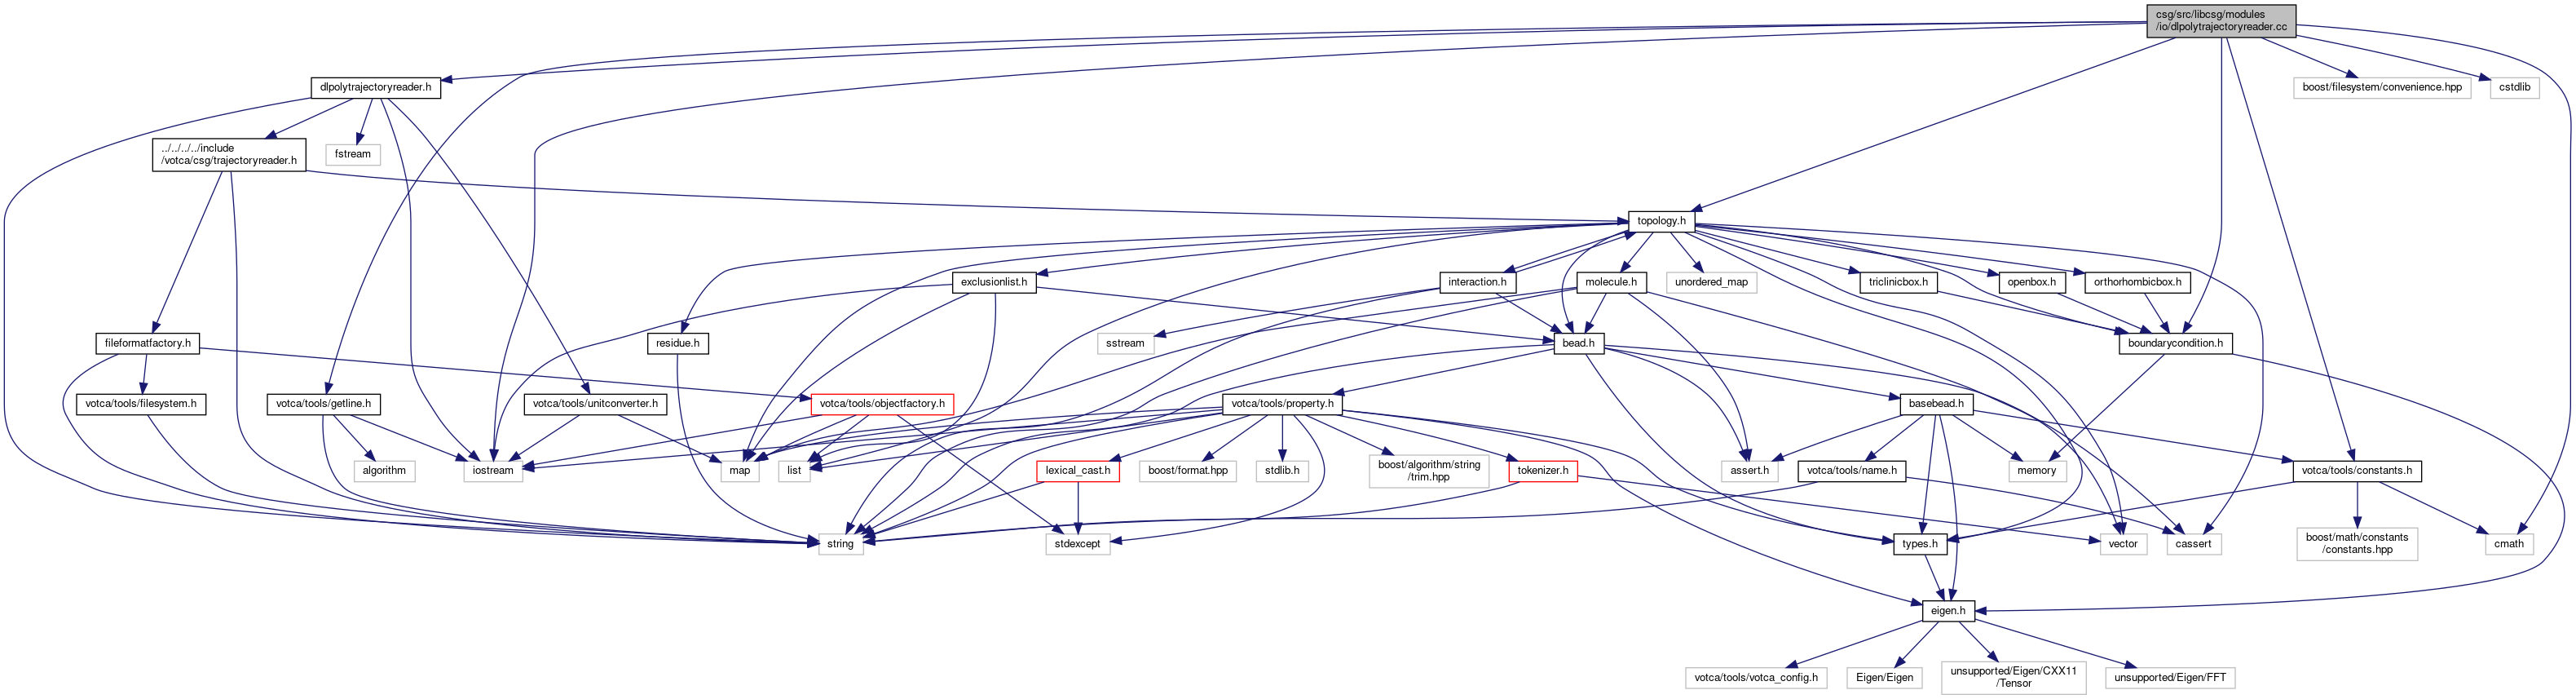 csg/src/libcsg/modules
/io/dlpolytrajectoryreader.cc
dlpolytrajectoryreader.h
boost/filesystem/convenience.hpp
cstdlib
../../../../include
/votca/csg/trajectoryreader.h
fstream
topology.h
exclusionlist.h
interaction.h
molecule.h
unordered_map
triclinicbox.h
openbox.h
orthorhombicbox.h
fileformatfactory.h
residue.h
sstream
bead.h
boundarycondition.h
votca/tools/filesystem.h
votca/tools/getline.h
votca/tools/unitconverter.h
votca/tools/objectfactory.h
votca/tools/property.h
basebead.h
algorithm
iostream
map
list
lexical_cast.h
boost/format.hpp
stdlib.h
boost/algorithm/string
/trim.hpp
tokenizer.h
assert.h
votca/tools/name.h
memory
votca/tools/constants.h
string
stdexcept
types.h
vector
cassert
boost/math/constants
/constants.hpp
cmath
eigen.h
votca/tools/votca_config.h
Eigen/Eigen
unsupported/Eigen/CXX11
/Tensor
unsupported/Eigen/FFT